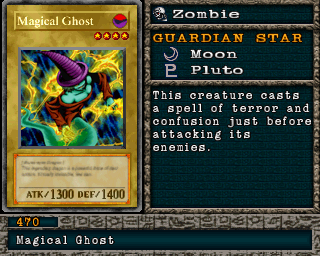 Magical Ghost
ATK/1300 DEF/1400
Zombie
GUARDIAN STAR
Moon
Pluto
This creature casts
a spell of terror and
confusion just before
attacking its
enemies.
470
Magical Ghost